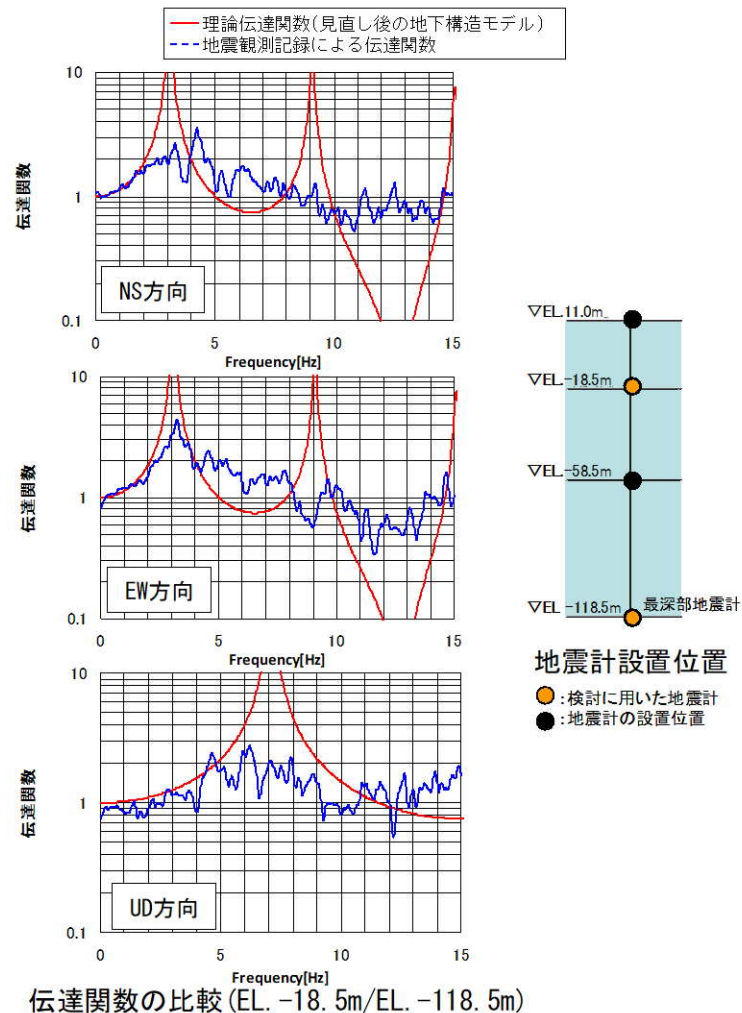 理論伝達関数(見直し後の地下構造モデル)
地震観測記録による伝達関数
10
1
0.1
伝達関数
NS方向
0 5 10 15
Frequency[Hz]
10
1
0.1
伝達関数
EW方向
0 5 10 15
Frequency[Hz]
10
1
0.1
伝達関数
UD方向
0 5 10 15
Frequency[Hz]
伝達関数の比較(EL.-18.5m/EL.-118.5m)
▽EL.11.0m
▽EL.-18.5m
▽EL.-58.5m
▽EL -118.5m 最深部地震計
地震計設置位置
:検討に用いた地震計
:地震計の設置位置